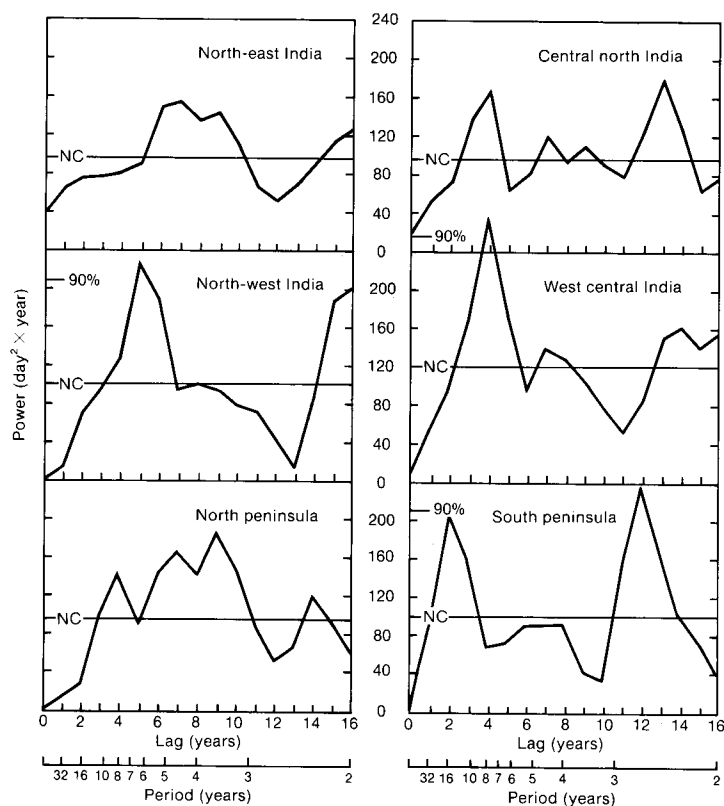 North-east India
NC
240
200
160
120
80
40
0
Central north India
NC
90%
North-west India
NC
90%
200
160
120
80
40
0
West central India
NC
Power (day² × year)
North peninsula
NC
0 2 4 6 8 10 12 14 16
Lag (years)
32 16 10 8 7 6 5 4 3 2
Period (years)
200
160
120
80
40
0
90%
South peninsula
NC
0 2 4 6 8 10 12 14 16
Lag (years)
32 16 10 8 7 6 5 4 3 2
Period (years)